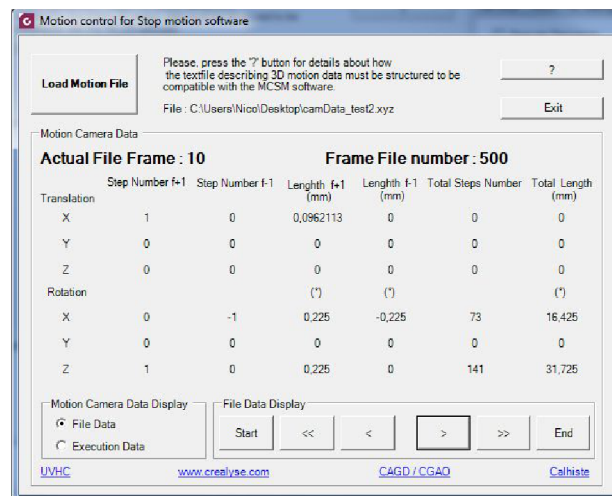 Motion control for Stop motion software
Load Motion File
Please, press the '?' button for details about how
the textfile describing 3D motion data must be structured to be
compatible with the MCSM software.
File : C:\Users\Nico\Desktop\camData_test2.xyz
?
Exit
Motion Camera Data
Actual File Frame : 10 Frame File number : 500
Step Number f+1 Step Number f-1 Lenghth f+1 (mm) Lenghth f-1 (mm) Total Steps Number Total Length (mm)
Translation
X 1 0 0,0962113 0 0 0
Y 0 0 0 0 0 0
Z 0 0 0 0 0 0
Rotation (°) (°) (°)
X 0 -1 0,225 -0,225 73 16,425
Y 0 0 0 0 0 0
Z 1 0 0,225 0 141 31,725
Motion Camera Data Display
File Data
Execution Data
File Data Display
Start << < > >> End
UVHC www.crealyse.com CAGD / CGAO Calhiste